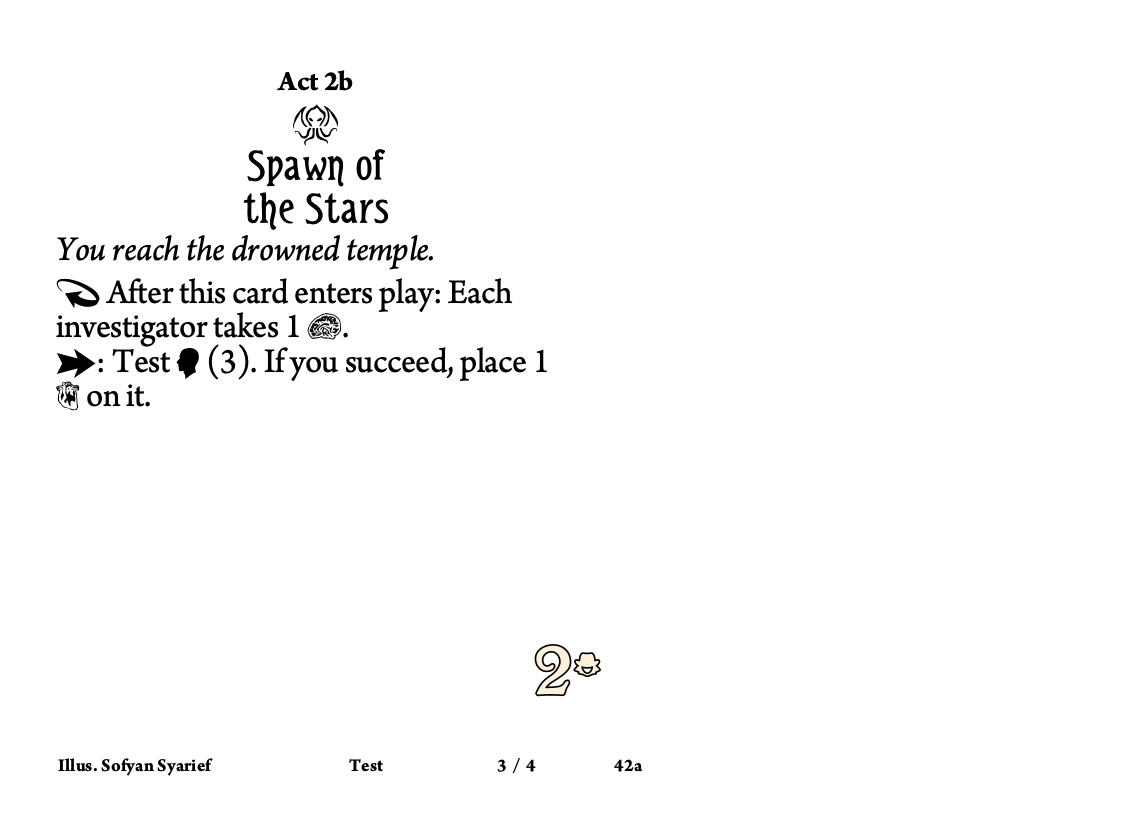 Act 2b
Spawn of
the Stars
You reach the drowned temple.
After this card enters play: Each
investigator takes 1 .
: Test (3). If you succeed, place 1
on it.
2
Illus. Sofyan Syarief Test 3 / 4 42a